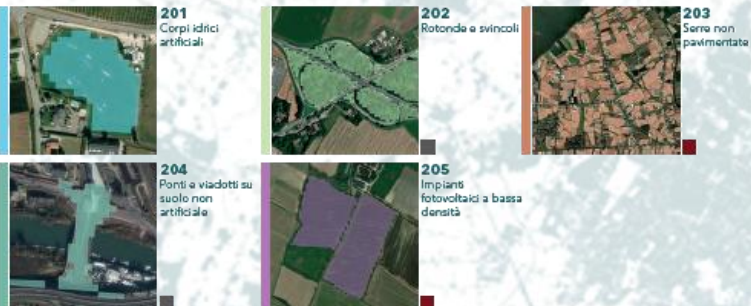 201
Corpi idrici
artificiali
202
Rotonde e svincoli
203
Serre non
pavimentate
204
Ponti e viadotti su
suolo non
artificiale
205
Impianti
fotovoltaici a bassa
densità